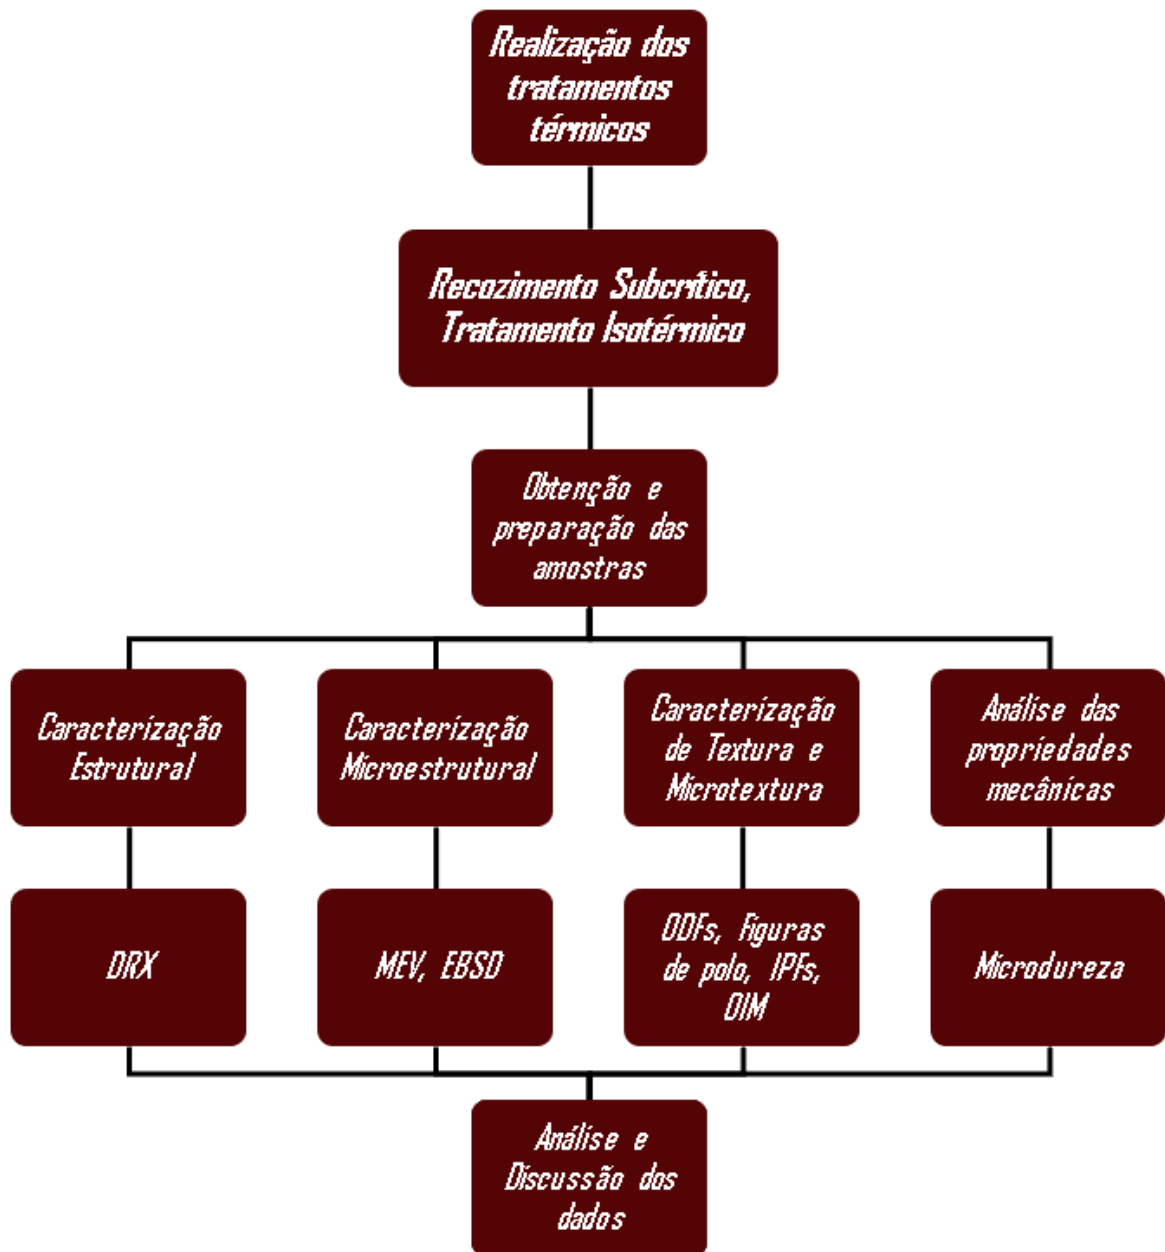 Realização dos
tratamentos
térmicos
Recozimento Subcrítico,
Tratamento Isotérmico
Obtenção e
preparação das
amostras
Caracterização
Estrutural
Caracterização
Microestrutural
Caracterização
de Textura e
Microtextura
Análise das
propriedades
mecânicas
DRX
MEV, EBSD
ODFs, Figuras
de polo, IPFs,
OIM
Microdureza
Análise e
Discussão dos
dados